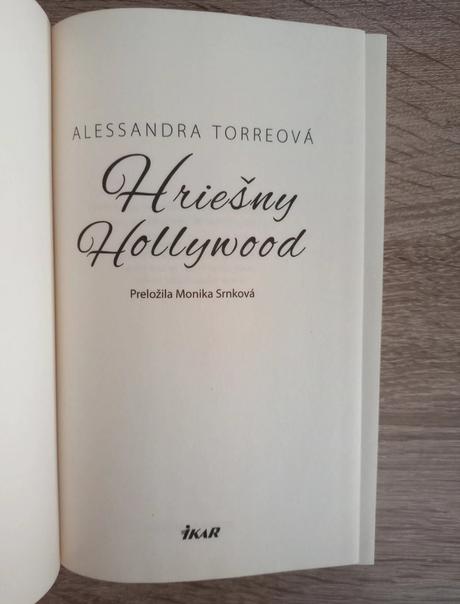 ALESSANDRA TORREOVÁ
Hriešny
Hollywood
Preložila Monika Srnková
IKAR